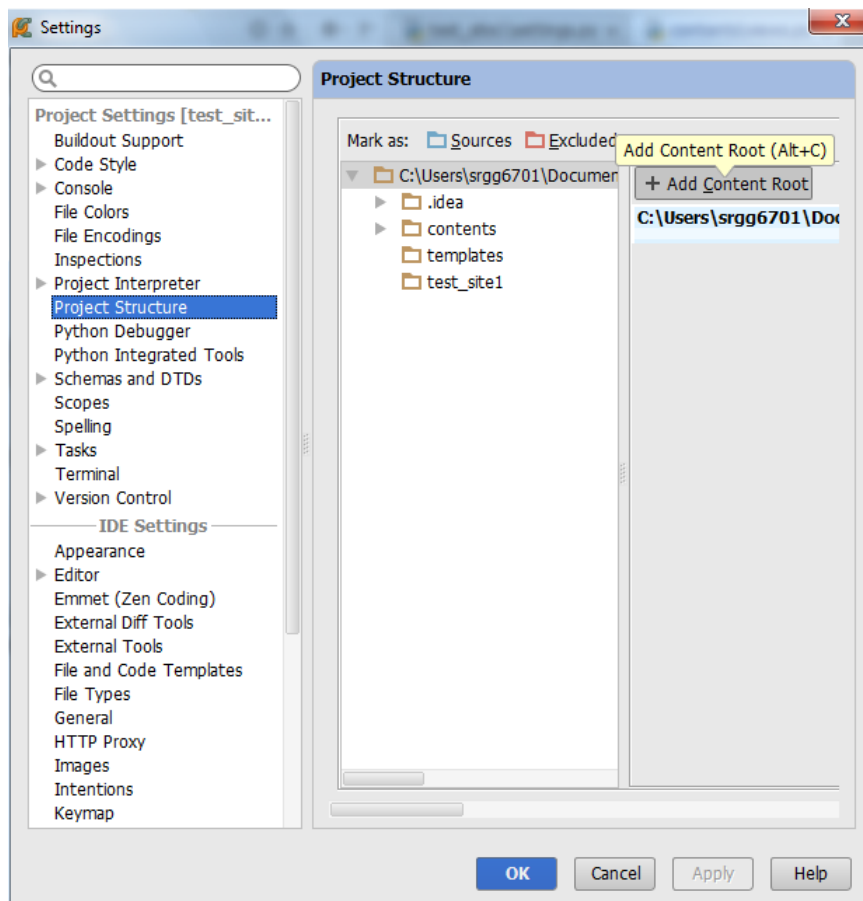 Settings
Project Structure
Project Settings [test_sit...
Buildout Support
Code Style
Console
File Colors
File Encodings
Inspections
Project Interpreter
Project Structure
Python Debugger
Python Integrated Tools
Schemas and DTDs
Scopes
Spelling
Tasks
Terminal
Version Control
IDE Settings
Appearance
Editor
Emmet (Zen Coding)
External Diff Tools
External Tools
File and Code Templates
File Types
General
HTTP Proxy
Images
Intentions
Keymap
Mark as: Sources Excluded
Add Content Root (Alt+C)
C:\Users\srgg6701\Documen
.idea
contents
templates
test_site1
+ Add Content Root
C:\Users\srgg6701\Doc
OK Cancel Apply Help